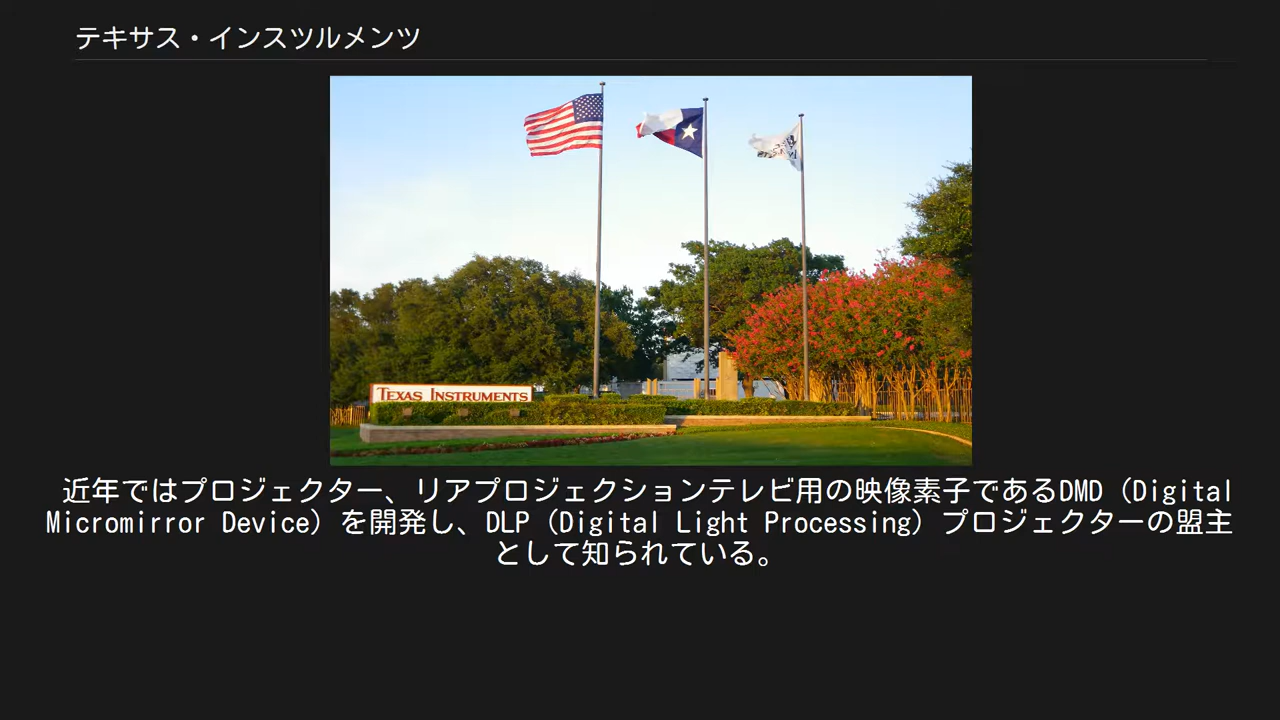 テキサス・インスツルメンツ
TEXAS INSTRUMENTS
近年ではプロジェクター、リアプロジェクションテレビ用の映像素子であるDMD（Digital
Micromirror Device）を開発し、DLP（Digital Light Processing）プロジェクターの盟主
として知られている。